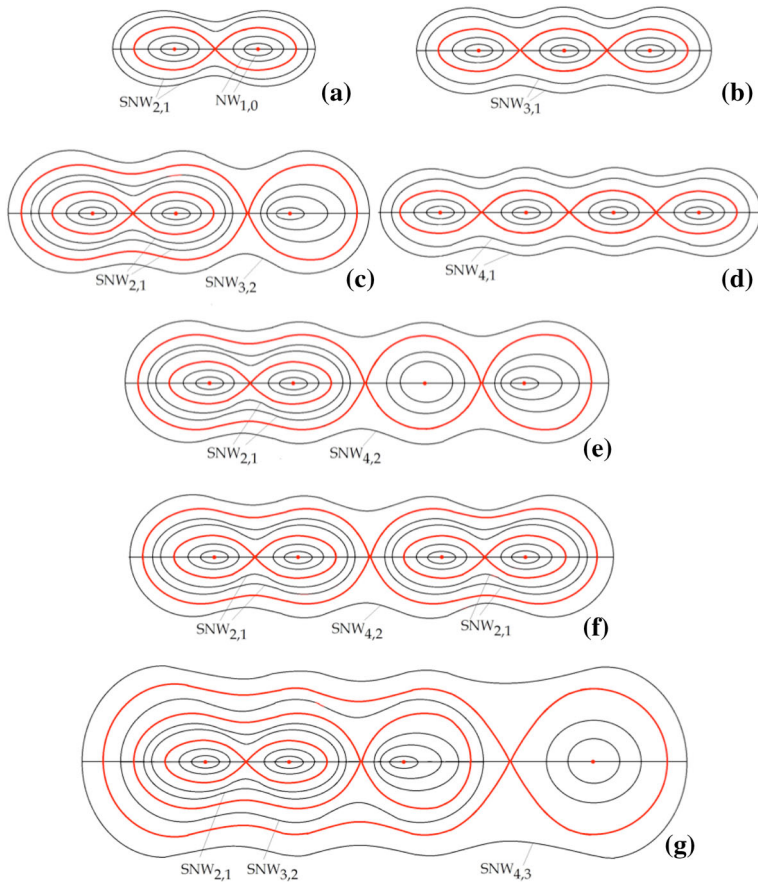 SNW2,1 NW1,0 (a)
SNW3,1 (b)
SNW2,1 SNW3,2 (c)
SNW4,1 (d)
SNW2,1 SNW4,2 (e)
SNW2,1 SNW4,2 SNW2,1 (f)
SNW2,1 SNW3,2 SNW4,3 (g)